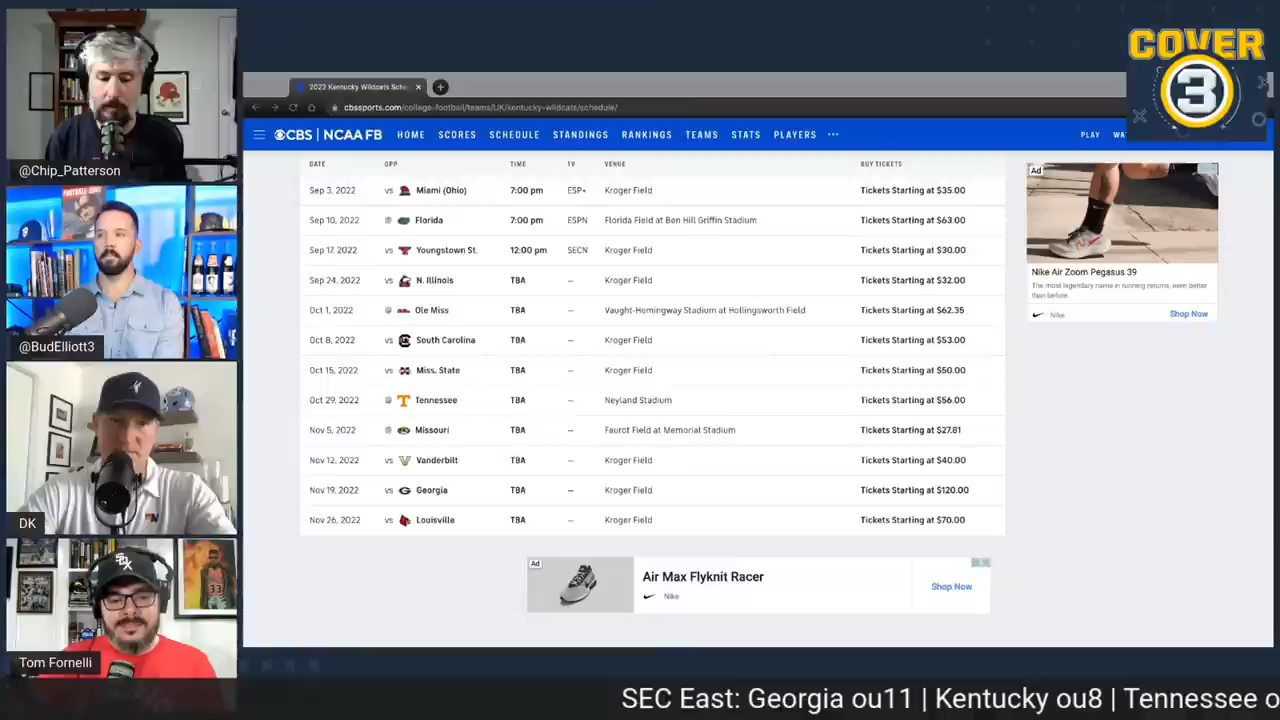 @Chip_Patterson
@BudElliott3
DK
Tom Fornelli
COVER
3
2022 Kentucky Wildcats Sche
cbssports.com/college-football/teams/UK/kentucky-wildcats/schedule/
CBS | NCAA FB HOME SCORES SCHEDULE STANDINGS RANKINGS TEAMS STATS PLAYERS ••• PLAY WAT
DATE OPP TIME TV VENUE BUY TICKETS
Sep 3, 2022 vs Miami (Ohio) 7:00 pm ESP+ Kroger Field Tickets Starting at $35.00
Sep 10, 2022 @ Florida 7:00 pm ESPN Florida Field at Ben Hill Griffin Stadium Tickets Starting at $63.00
Sep 17, 2022 vs Youngstown St. 12:00 pm SECN Kroger Field Tickets Starting at $30.00
Sep 24, 2022 vs N. Illinois TBA — Kroger Field Tickets Starting at $32.00
Oct 1, 2022 @ Ole Miss TBA — Vaught-Hemingway Stadium at Hollingsworth Field Tickets Starting at $62.35
Oct 8, 2022 vs South Carolina TBA — Kroger Field Tickets Starting at $53.00
Oct 15, 2022 vs Miss. State TBA — Kroger Field Tickets Starting at $50.00
Oct 29, 2022 @ Tennessee TBA — Neyland Stadium Tickets Starting at $56.00
Nov 5, 2022 @ Missouri TBA — Faurot Field at Memorial Stadium Tickets Starting at $27.81
Nov 12, 2022 vs Vanderbilt TBA — Kroger Field Tickets Starting at $40.00
Nov 19, 2022 vs Georgia TBA — Kroger Field Tickets Starting at $120.00
Nov 26, 2022 vs Louisville TBA — Kroger Field Tickets Starting at $70.00
Ad
Nike Air Zoom Pegasus 39
The most legendary name in running returns, even better
than before.
Nike Shop Now
Ad
Air Max Flyknit Racer
Nike
Shop Now
SEC East: Georgia ou11 | Kentucky ou8 | Tennessee o